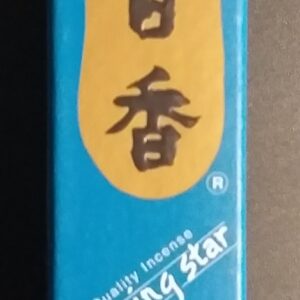 香
®
Quality Incense
ng star